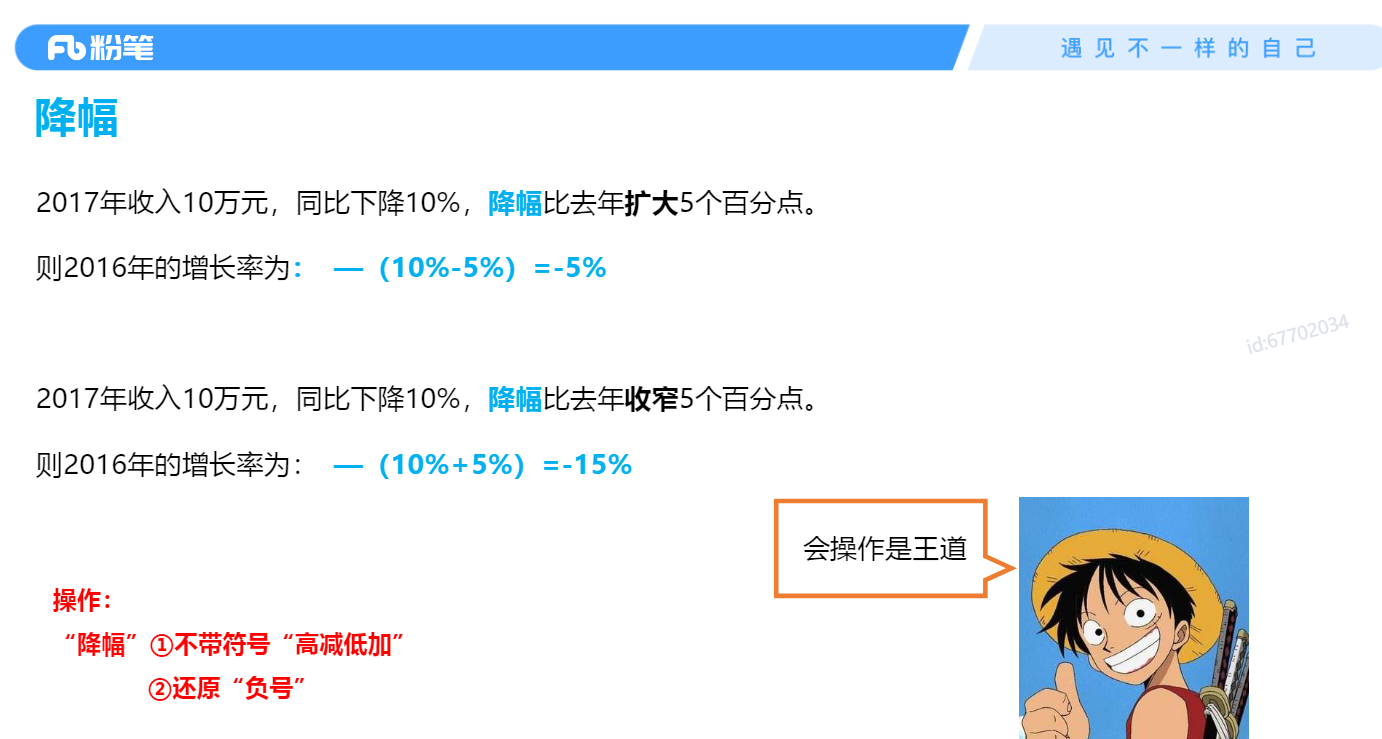 粉笔
遇见不一样的自己
降幅
2017年收入10万元，同比下降10%，降幅比去年扩大5个百分点。
则2016年的增长率为： —（10%-5%）=-5%
id:67702034
2017年收入10万元，同比下降10%，降幅比去年收窄5个百分点。
则2016年的增长率为： —（10%+5%）=-15%
会操作是王道
操作：
“降幅”①不带符号“高减低加”
②还原“负号”